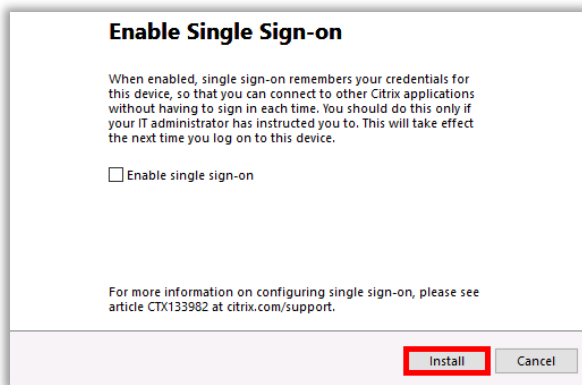 Enable Single Sign-on
When enabled, single sign-on remembers your credentials for
this device, so that you can connect to other Citrix applications
without having to sign in each time. You should do this only if
your IT administrator has instructed you to. This will take effect
the next time you log on to this device.
Enable single sign-on
For more information on configuring single sign-on, please see
article CTX133982 at citrix.com/support.
Install Cancel